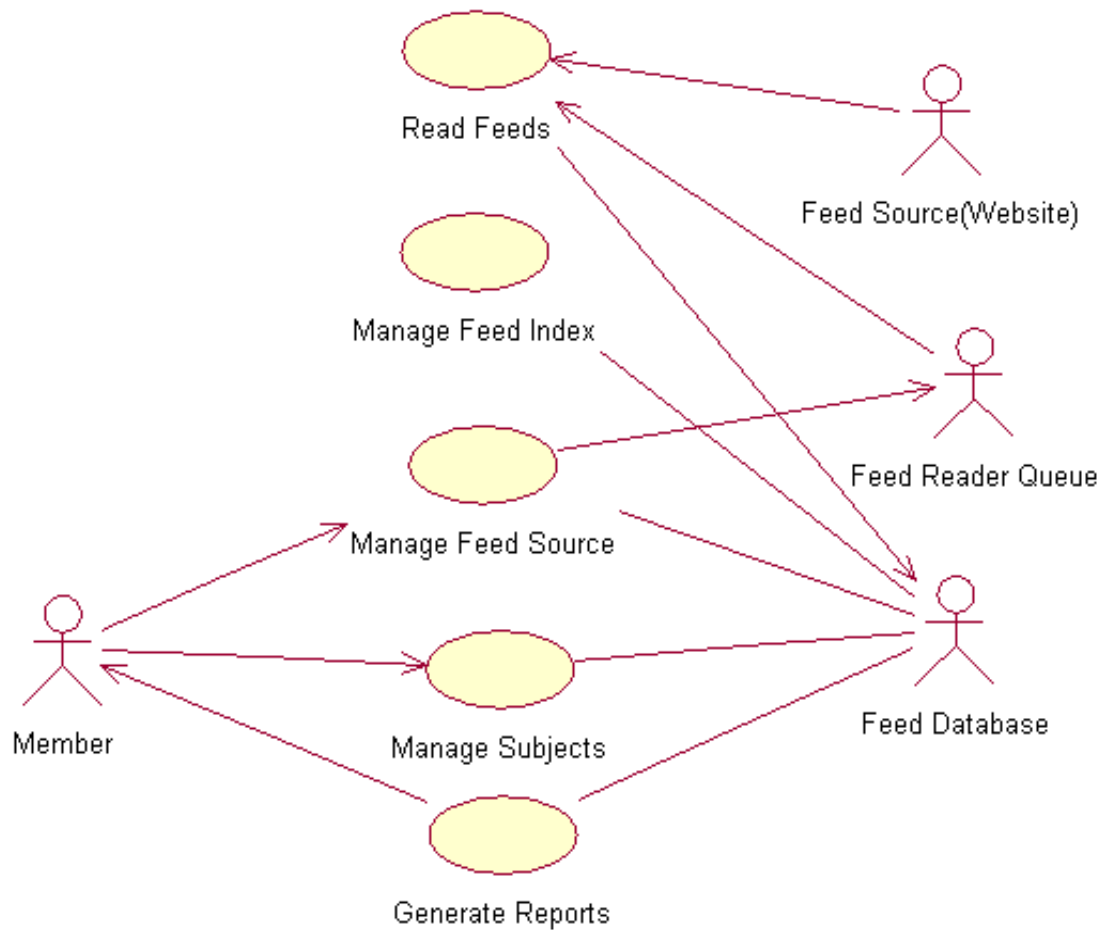 Read Feeds
Feed Source(Website)
Manage Feed Index
Feed Reader Queue
Manage Feed Source
Member
Manage Subjects
Feed Database
Generate Reports